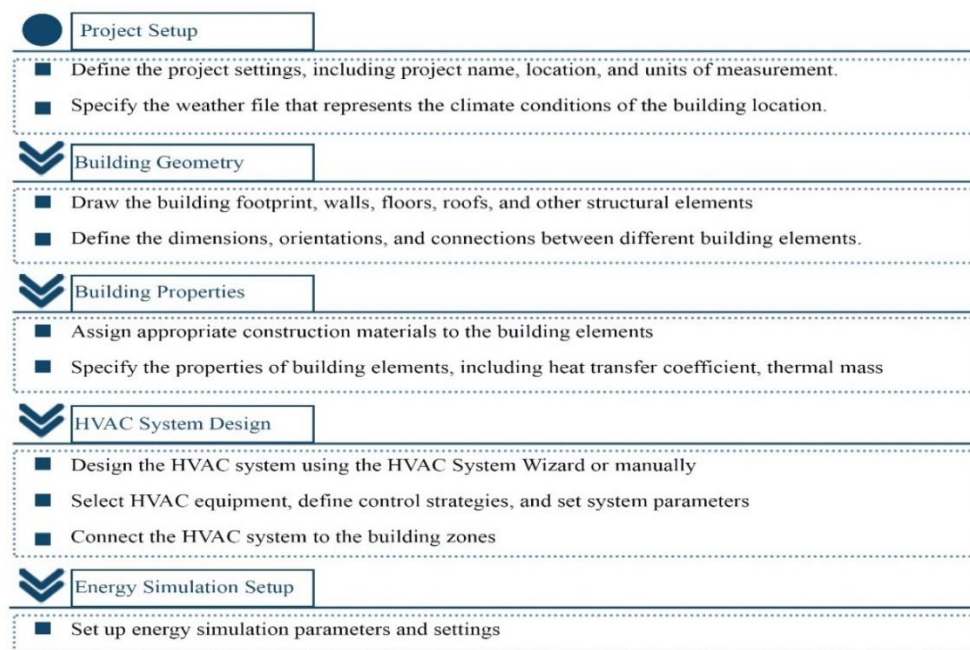 Project Setup
Define the project settings, including project name, location, and units of measurement.
Specify the weather file that represents the climate conditions of the building location.
Building Geometry
Draw the building footprint, walls, floors, roofs, and other structural elements
Define the dimensions, orientations, and connections between different building elements.
Building Properties
Assign appropriate construction materials to the building elements
Specify the properties of building elements, including heat transfer coefficient, thermal mass
HVAC System Design
Design the HVAC system using the HVAC System Wizard or manually
Select HVAC equipment, define control strategies, and set system parameters
Connect the HVAC system to the building zones
Energy Simulation Setup
Set up energy simulation parameters and settings